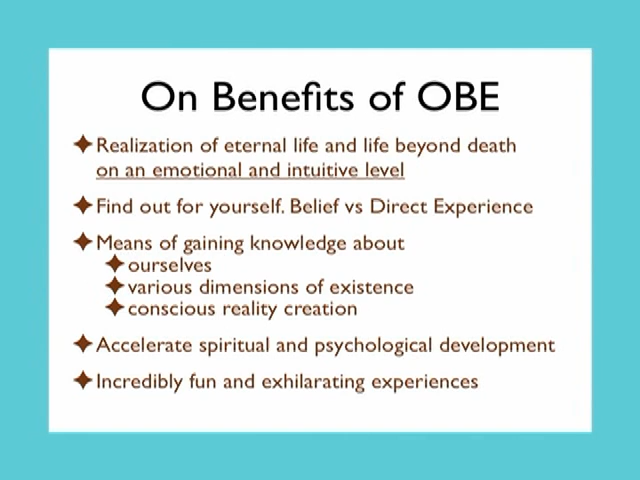 On Benefits of OBE
Realization of eternal life and life beyond death
on an emotional and intuitive level
Find out for yourself. Belief vs Direct Experience
Means of gaining knowledge about
ourselves
various dimensions of existence
conscious reality creation
Accelerate spiritual and psychological development
Incredibly fun and exhilarating experiences